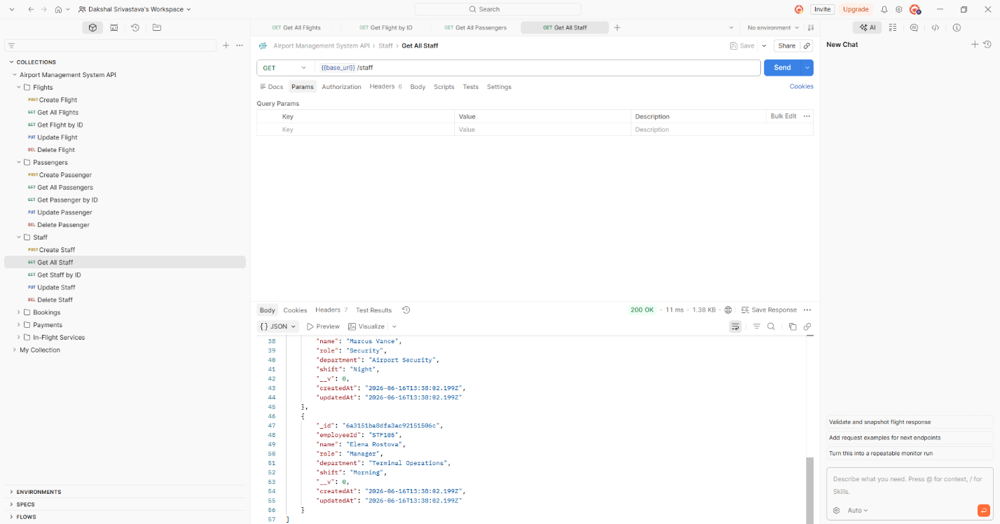 Dakshal Srivastava's Workspace
Search
Invite
Upgrade
GET Get All Flights
GET Get Flight by ID
GET Get All Passengers
GET Get All Staff
No environment
AI
COLLECTIONS
Airport Management System API
Flights
POST Create Flight
GET Get All Flights
GET Get Flight by ID
PUT Update Flight
DEL Delete Flight
Passengers
POST Create Passenger
GET Get All Passengers
GET Get Passenger by ID
PUT Update Passenger
DEL Delete Passenger
Staff
POST Create Staff
GET Get All Staff
GET Get Staff by ID
PUT Update Staff
DEL Delete Staff
Bookings
Payments
In-Flight Services
My Collection
ENVIRONMENTS
SPECS
FLOWS
Airport Management System API > Staff > Get All Staff
Save
Share
GET
{{base_url}} /staff
Send
Docs
Params
Authorization
Headers 6
Body
Scripts
Tests
Settings
Cookies
Query Params
Key Value Description Bulk Edit
Key Value Description
Body
Cookies
Headers 7
Test Results
200 OK • 11 ms • 1.38 KB
Save Response
{ } JSON
Preview
Visualize
38 "name": "Marcus Vance",
39 "role": "Security",
40 "department": "Airport Security",
41 "shift": "Night",
42 "__v": 0,
43 "createdAt": "2026-06-16T13:38:02.199Z",
44 "updatedAt": "2026-06-16T13:38:02.199Z"
45 },
46 {
47 "_id": "6a3151ba8dfa3ac92151506c",
48 "employeeId": "STF105",
49 "name": "Elena Rostova",
50 "role": "Manager",
51 "department": "Terminal Operations",
52 "shift": "Morning",
53 "__v": 0,
54 "createdAt": "2026-06-16T13:38:02.199Z",
55 "updatedAt": "2026-06-16T13:38:02.199Z"
56 }
57 ]
New Chat
Validate and snapshot flight response
Add request examples for next endpoints
Turn this into a repeatable monitor run
Describe what you need. Press @ for context, / for
Skills.
Auto